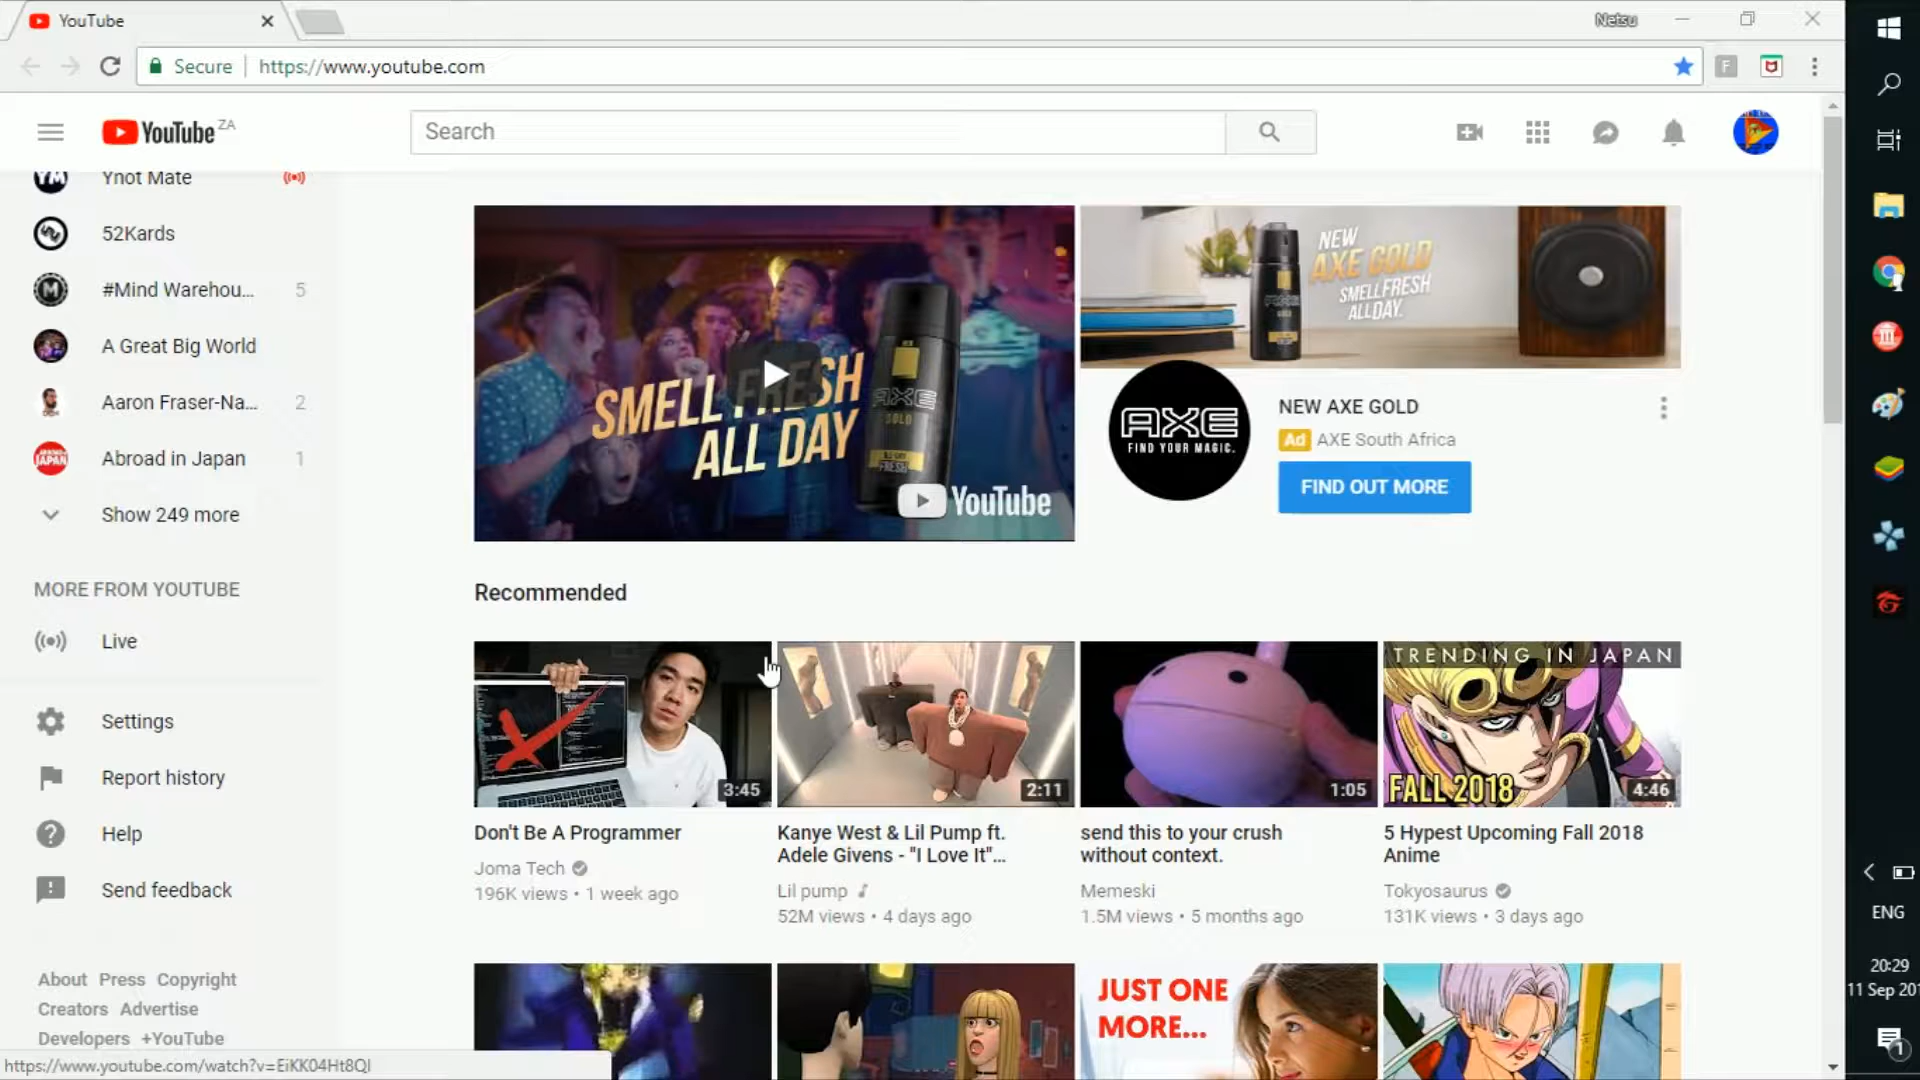 YouTube
Netsu
Secure
https://www.youtube.com
F
YouTube ZA
Search
Ynot Mate
52Kards
#Mind Warehou... 5
A Great Big World
Aaron Fraser-Na... 2
Abroad in Japan 1
Show 249 more
MORE FROM YOUTUBE
Live
Settings
Report history
Help
Send feedback
About Press Copyright
Creators Advertise
Developers +YouTube
https://www.youtube.com/watch?v=EiKK04Ht8QI
SMELL FRESH
ALL DAY
AXE
GOLD
FRESH
YouTube
NEW
AXE GOLD
SMELL FRESH
ALL DAY.
AXE
FIND YOUR MAGIC.
NEW AXE GOLD
Ad AXE South Africa
FIND OUT MORE
Recommended
3:45
Don't Be A Programmer
Joma Tech
196K views • 1 week ago
2:11
Kanye West & Lil Pump ft.
Adele Givens - "I Love It"...
Lil pump
52M views • 4 days ago
1:05
send this to your crush
without context.
Memeski
1.5M views • 5 months ago
TRENDING IN JAPAN
FALL 2018
4:46
5 Hypest Upcoming Fall 2018
Anime
Tokyosaurus
131K views • 3 days ago
JUST ONE
MORE...
ENG
20:29
11 Sep 201
1